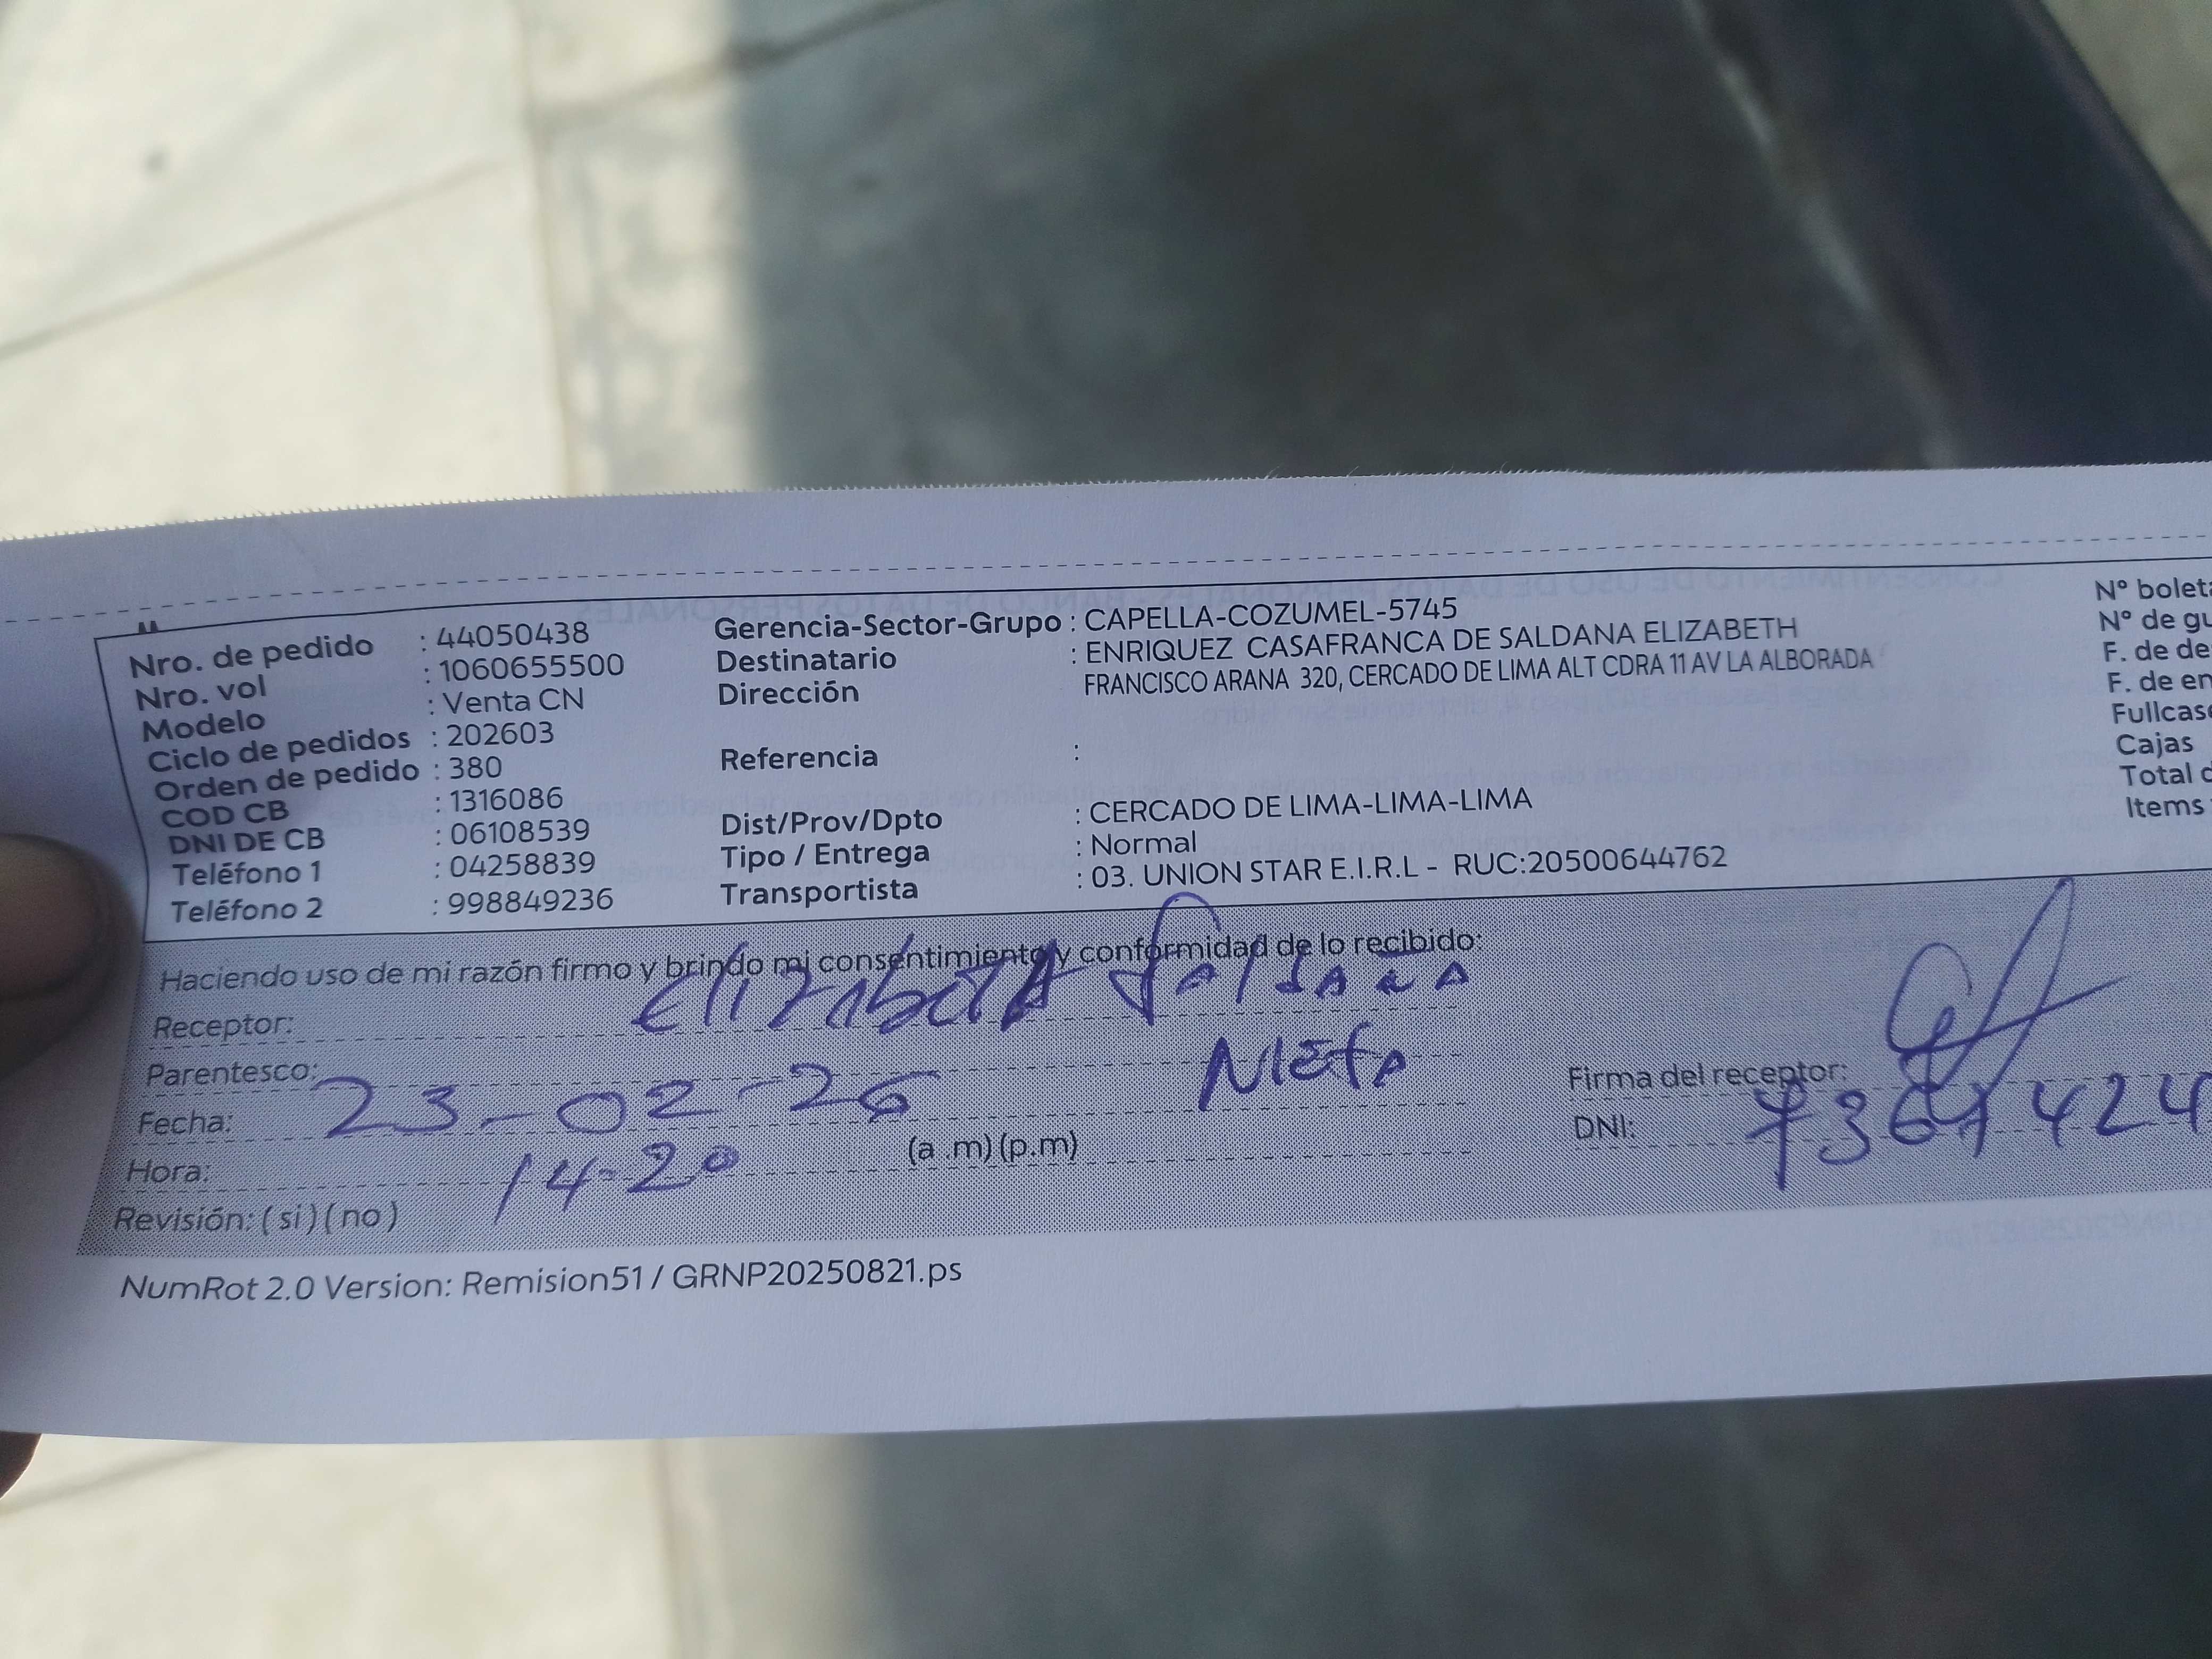 Nro. de pedido : 44050438
Nro. vol : 1060655500
Modelo : Venta CN
Ciclo de pedidos : 202603
Orden de pedido : 380
COD CB : 1316086
DNI DE CB : 06108539
Teléfono 1 : 04258839
Teléfono 2 : 998849236
Gerencia-Sector-Grupo : CAPELLA-COZUMEL-5745
Destinatario : ENRIQUEZ CASAFRANCA DE SALDANA ELIZABETH
Dirección FRANCISCO ARANA 320, CERCADO DE LIMA ALT CDRA 11 AV LA ALBORADA
Referencia :
Dist/Prov/Dpto : CERCADO DE LIMA-LIMA-LIMA
Tipo / Entrega : Normal
Transportista : 03. UNION STAR E.I.R.L - RUC:20500644762
Nº boleta
Nº de gu
F. de de
F. de en
Fullcase
Cajas
Total d
Items
Haciendo uso de mi razón firmo y brindo mi consentimiento y conformidad de lo recibido:
Receptor: Elizabeth Saldaña
Parentesco: Nieta
Fecha: 23-02-26
Hora: 14-20 (a .m) (p.m)
Revisión: ( si ) ( no )
Firma del receptor:
DNI:
NumRot 2.0 Version: Remision51 / GRNP20250821.ps